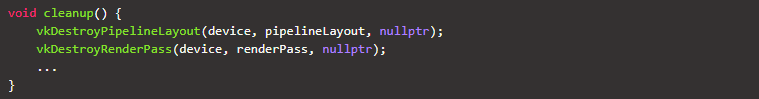 void cleanup() {
    vkDestroyPipelineLayout(device, pipelineLayout, nullptr);
    vkDestroyRenderPass(device, renderPass, nullptr);
    ...
}